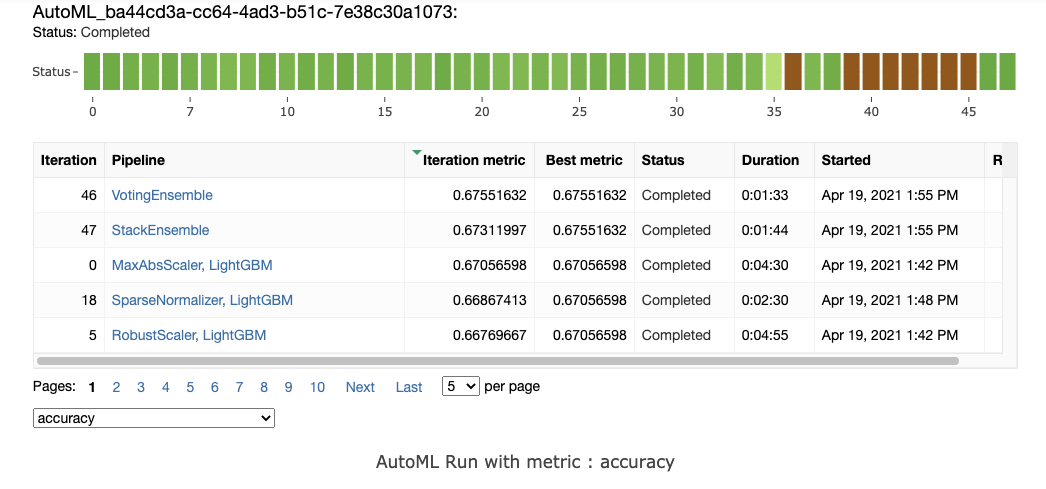 AutoML_ba44cd3a-cc64-4ad3-b51c-7e38c30a1073:
Status: Completed
Status
0 7 10 15 20 25 30 35 40 45
Iteration Pipeline Iteration metric Best metric Status Duration Started R
46 VotingEnsemble 0.67551632 0.67551632 Completed 0:01:33 Apr 19, 2021 1:55 PM
47 StackEnsemble 0.67311997 0.67551632 Completed 0:01:44 Apr 19, 2021 1:55 PM
0 MaxAbsScaler, LightGBM 0.67056598 0.67056598 Completed 0:04:30 Apr 19, 2021 1:42 PM
18 SparseNormalizer, LightGBM 0.66867413 0.67056598 Completed 0:02:30 Apr 19, 2021 1:48 PM
5 RobustScaler, LightGBM 0.66769667 0.67056598 Completed 0:04:55 Apr 19, 2021 1:42 PM
Pages: 1 2 3 4 5 6 7 8 9 10 Next Last 5 per page
accuracy
AutoML Run with metric : accuracy